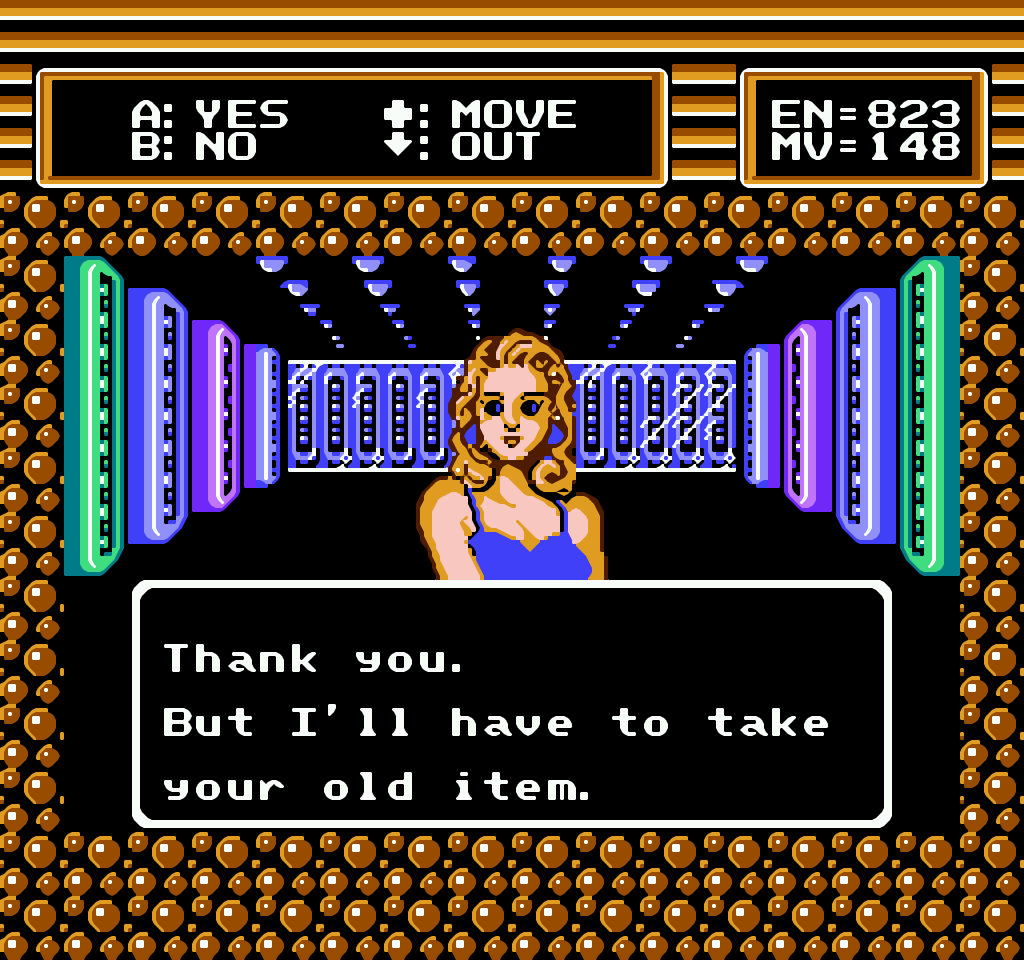 A: YES ✚: MOVE EN=823
B: NO ⬇: OUT MV=148
Thank you.
But I'll have to take
your old item.